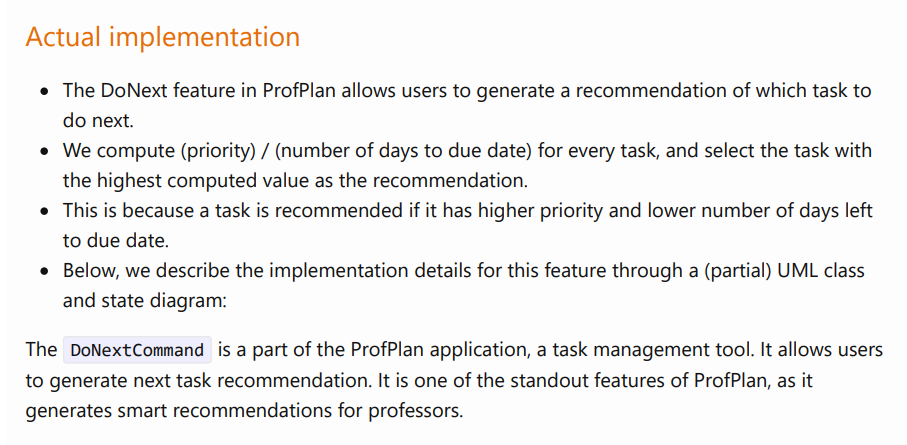 Actual implementation
• The DoNext feature in ProfPlan allows users to generate a recommendation of which task to
do next.
• We compute (priority) / (number of days to due date) for every task, and select the task with
the highest computed value as the recommendation.
• This is because a task is recommended if it has higher priority and lower number of days left
to due date.
• Below, we describe the implementation details for this feature through a (partial) UML class
and state diagram:
The DoNextCommand is a part of the ProfPlan application, a task management tool. It allows users
to generate next task recommendation. It is one of the standout features of ProfPlan, as it
generates smart recommendations for professors.